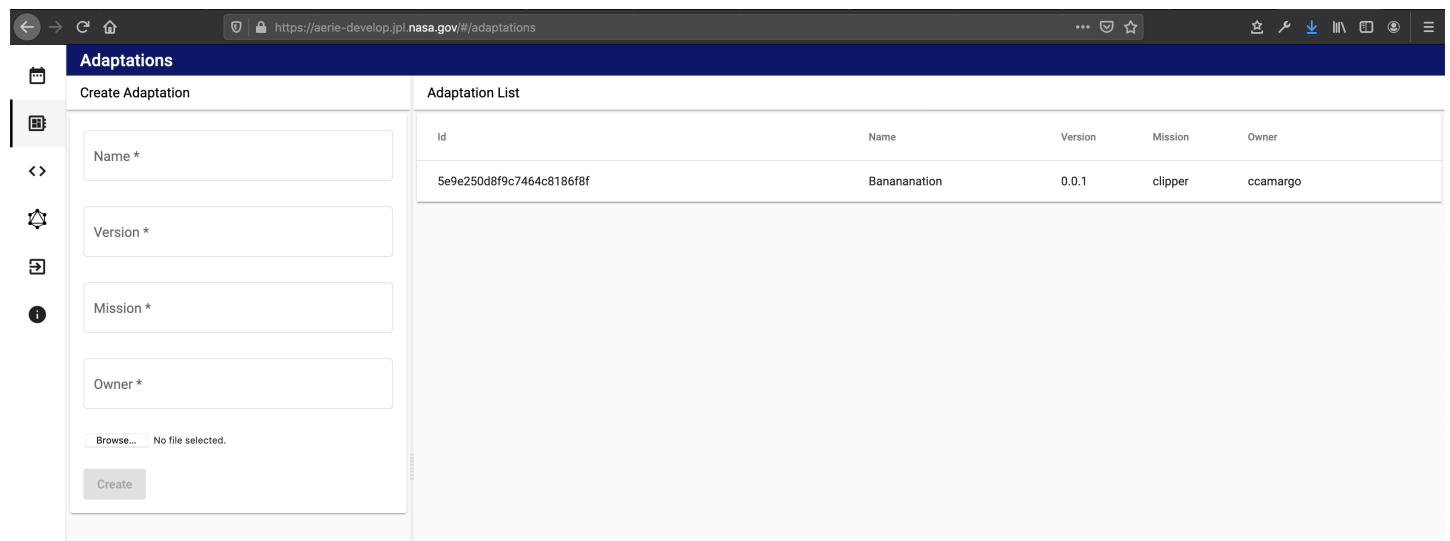 https://aerie-develop.jpl.nasa.gov/#/adaptations
Adaptations
Create Adaptation
Name *
Version *
Mission *
Owner *
Browse... No file selected.
Create
Adaptation List
Id Name Version Mission Owner
5e9e250d8f9c7464c8186f8f Banananation 0.0.1 clipper ccamargo